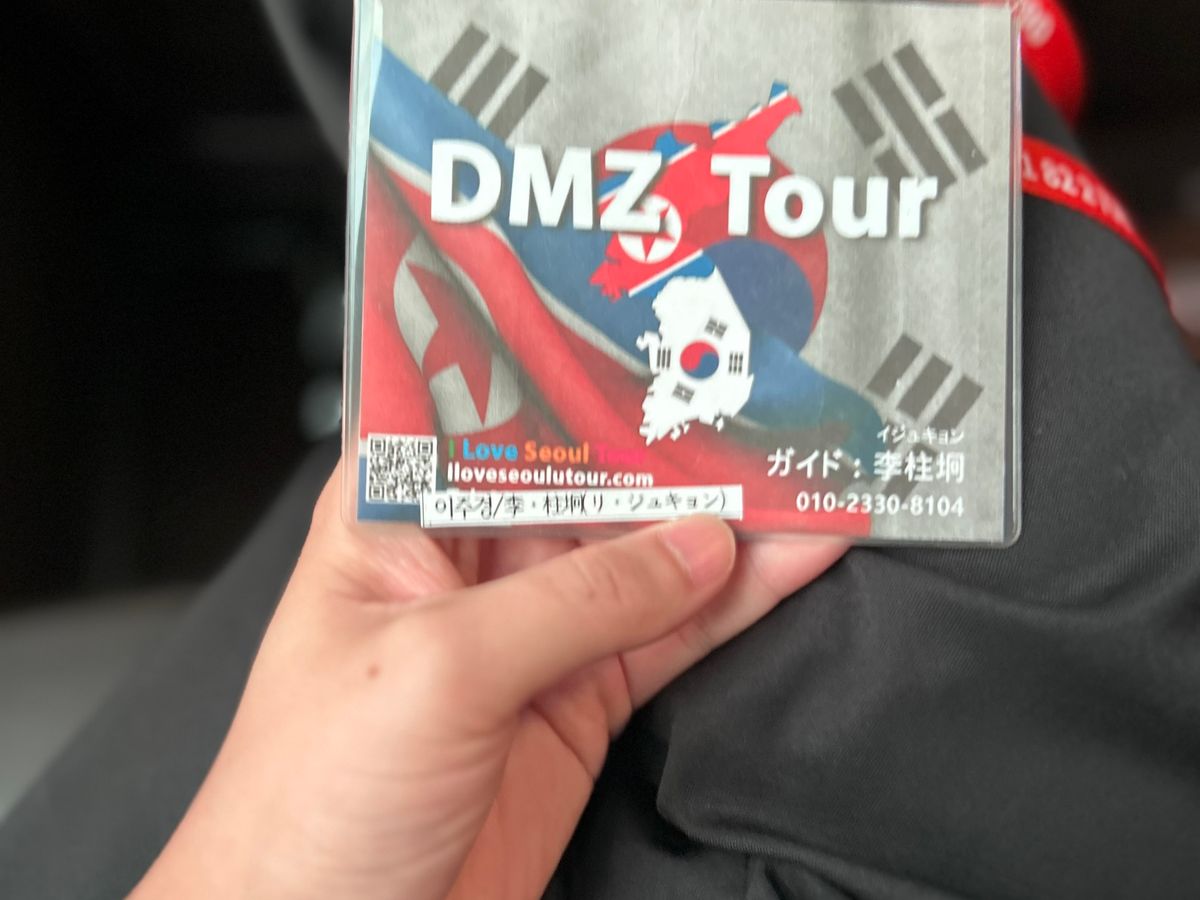 DMZ Tour
I Love Seoul Tour
Iloveseoulutour.com
이주경/李・柱坰(リ・ジュキョン)
イジュキョン
ガイド：李柱坰
010-2330-8104